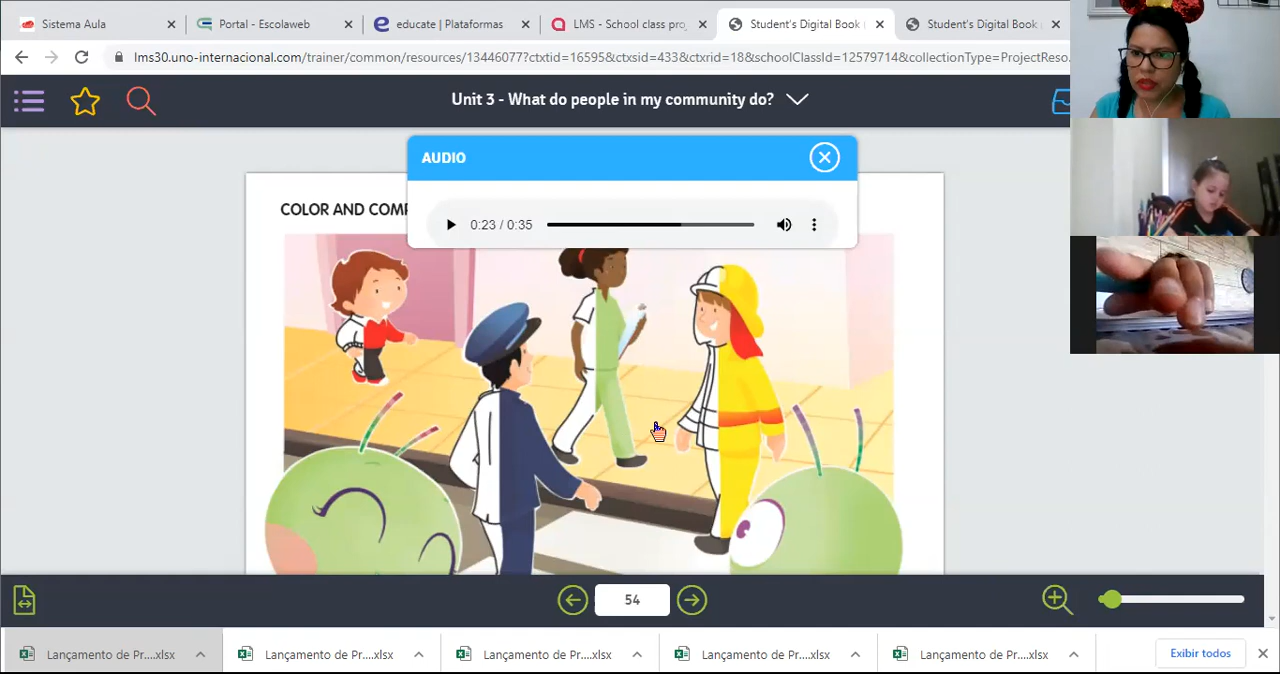 Sistema Aula
Portal - Escolaweb
educate | Plataformas
LMS - School class pro
Student's Digital Book
Student's Digital Book
lms30.uno-internacional.com/trainer/common/res 3446077?ctxtid=16595&ctxsid=433&ctxrid=18&schoolClassId=12579714&collectionType=ProjectReso...
Unit 3 - What do people in my community do?
AUDIO
COLOR AND COMP
0:23 / 0:35
54
Lançamento de Pr....xlsx
Lançamento de Pr....xlsx
Lançamento de Pr....xlsx
Lançamento de Pr....xlsx
Lançamento de Pr....xlsx
Exibir todos